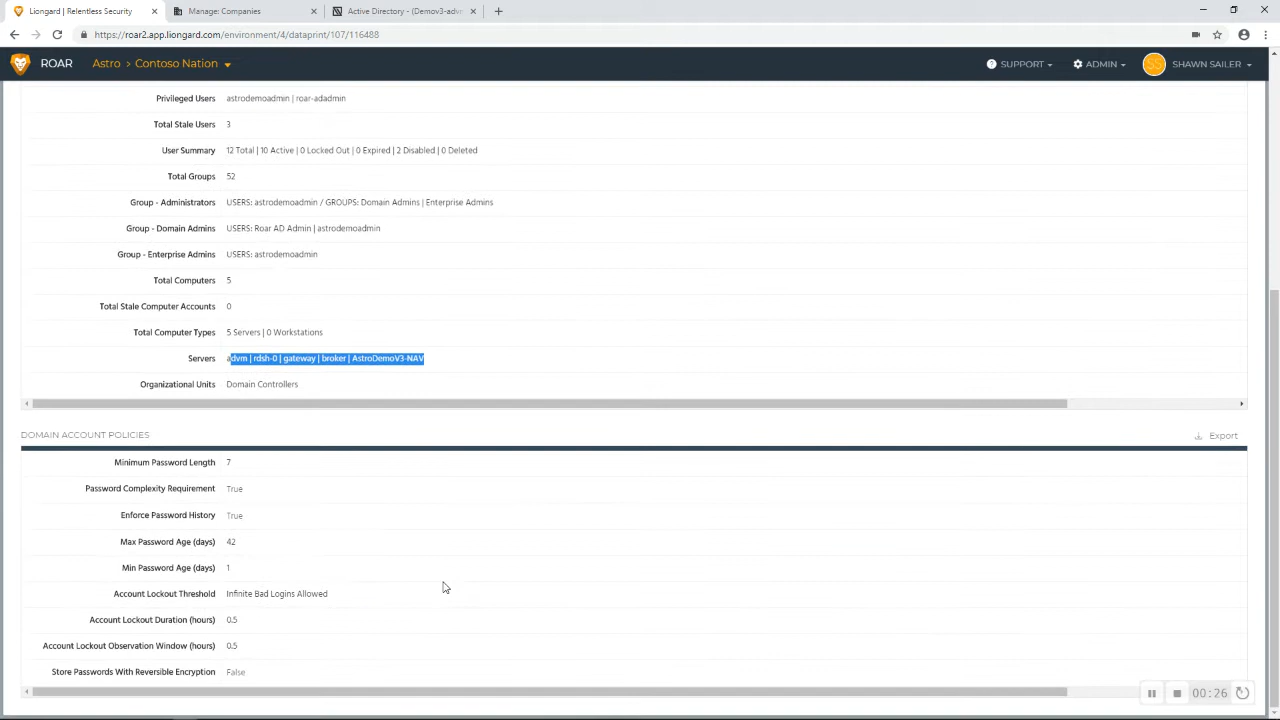 Liongard | Relentless Security
Manage: Companies
Active Directory - (Demov3-adv
https://roar2.app.liongard.com/environment/4/dataprint/107/116488
ROAR Astro > Contoso Nation SUPPORT ADMIN SS SHAWN SAILER
Privileged Users astrodemoadmin | roar-adadmin
Total Stale Users 3
User Summary 12 Total | 10 Active | 0 Locked Out | 0 Expired | 2 Disabled | 0 Deleted
Total Groups 52
Group - Administrators USERS: astrodemoadmin / GROUPS: Domain Admins | Enterprise Admins
Group - Domain Admins USERS: Roar AD Admin | astrodemoadmin
Group - Enterprise Admins USERS: astrodemoadmin
Total Computers 5
Total Stale Computer Accounts 0
Total Computer Types 5 Servers | 0 Workstations
Servers advm | rdsh-0 | gateway | broker | AstroDemoV3-NAV
Organizational Units Domain Controllers
DOMAIN ACCOUNT POLICIES Export
Minimum Password Length 7
Password Complexity Requirement True
Enforce Password History True
Max Password Age (days) 42
Min Password Age (days) 1
Account Lockout Threshold Infinite Bad Logins Allowed
Account Lockout Duration (hours) 0.5
Account Lockout Observation Window (hours) 0.5
Store Passwords With Reversible Encryption False
00:26